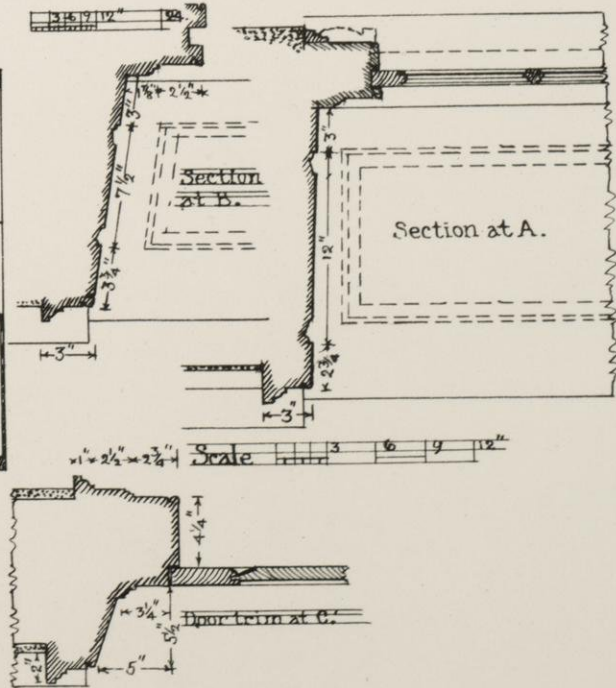 3 6 9 12" 24
1⅞" 2½"
3"
7½"
3¾"
3"
Section
at B.
3"
12"
2¾"
3"
Section at A.
Scale 3 6 9 12"
1" 2½" 2¾"
4¼"
3¼"
5½"
5"
2"
Door trim at C.